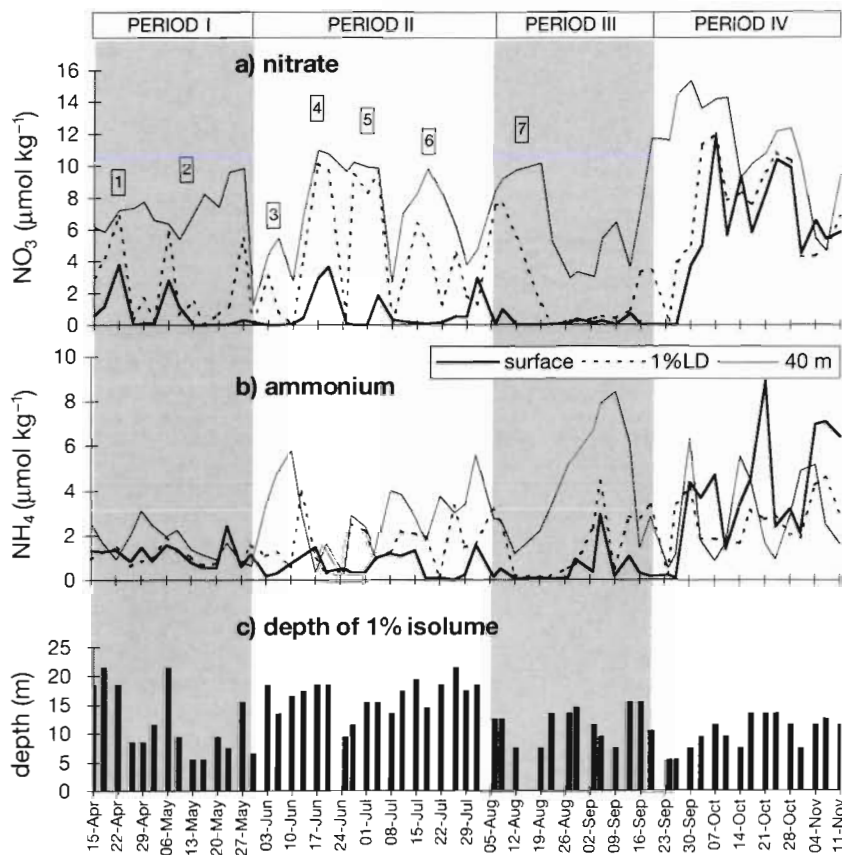 PERIOD I PERIOD II PERIOD III PERIOD IV
a) nitrate
NO3 (µmol kg−1)
16
14
12
10
8
6
4
2
0
1
2
3
4
5
6
7
surface 1%LD 40 m
b) ammonium
NH4 (µmol kg−1)
10
8
6
4
2
0
c) depth of 1% isolume
depth (m)
25
20
15
10
5
0
15-Apr
22-Apr
29-Apr
06-May
13-May
20-May
27-May
03-Jun
10-Jun
17-Jun
24-Jun
01-Jul
08-Jul
15-Jul
22-Jul
29-Jul
05-Aug
12-Aug
19-Aug
26-Aug
02-Sep
09-Sep
16-Sep
23-Sep
30-Sep
07-Oct
14-Oct
21-Oct
28-Oct
04-Nov
11-Nov